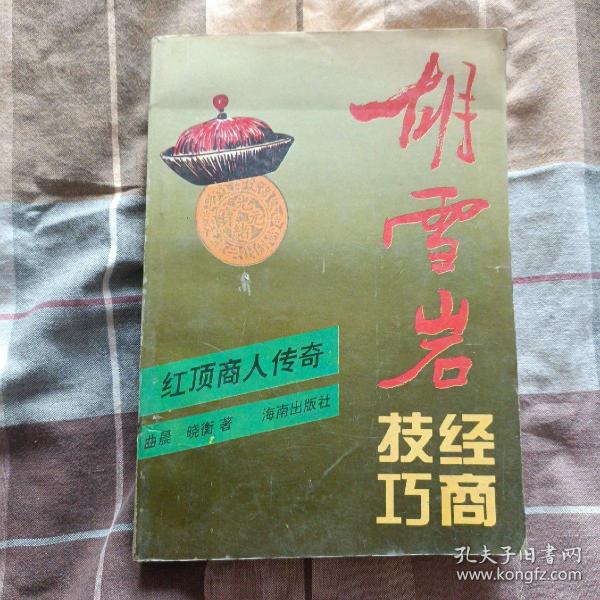 胡雪岩
经商
技巧
红顶商人传奇
曲晨 晓衡 著 海南出版社
孔夫子旧书网
www.kongfz.com